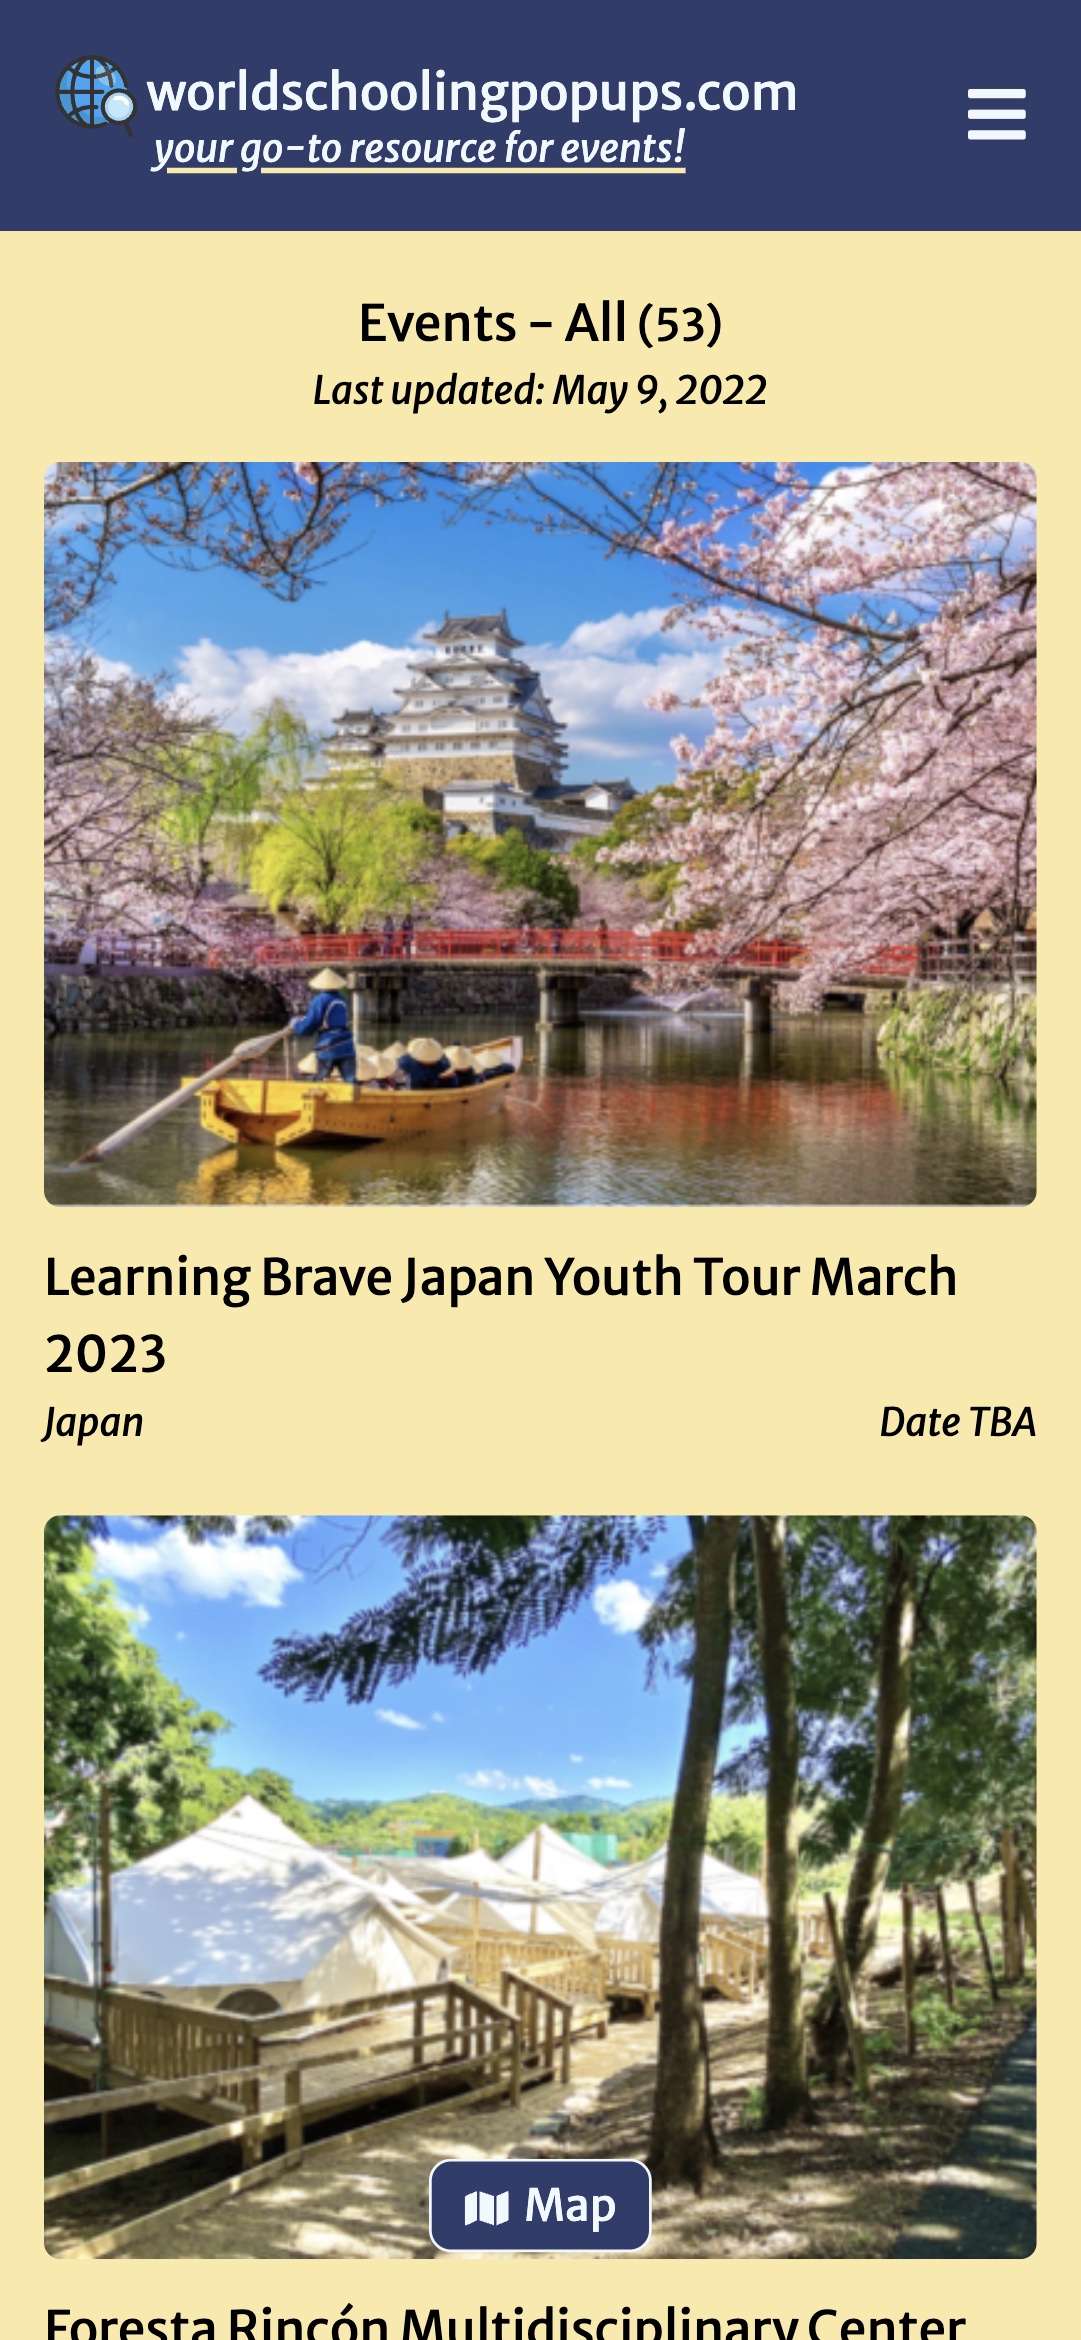 worldschoolingpopups.com
your go-to resource for events!
Events - All (53)
Last updated: May 9, 2022
Learning Brave Japan Youth Tour March
2023
Japan
Date TBA
Map
Foresta Rincón Multidisciplinary Center